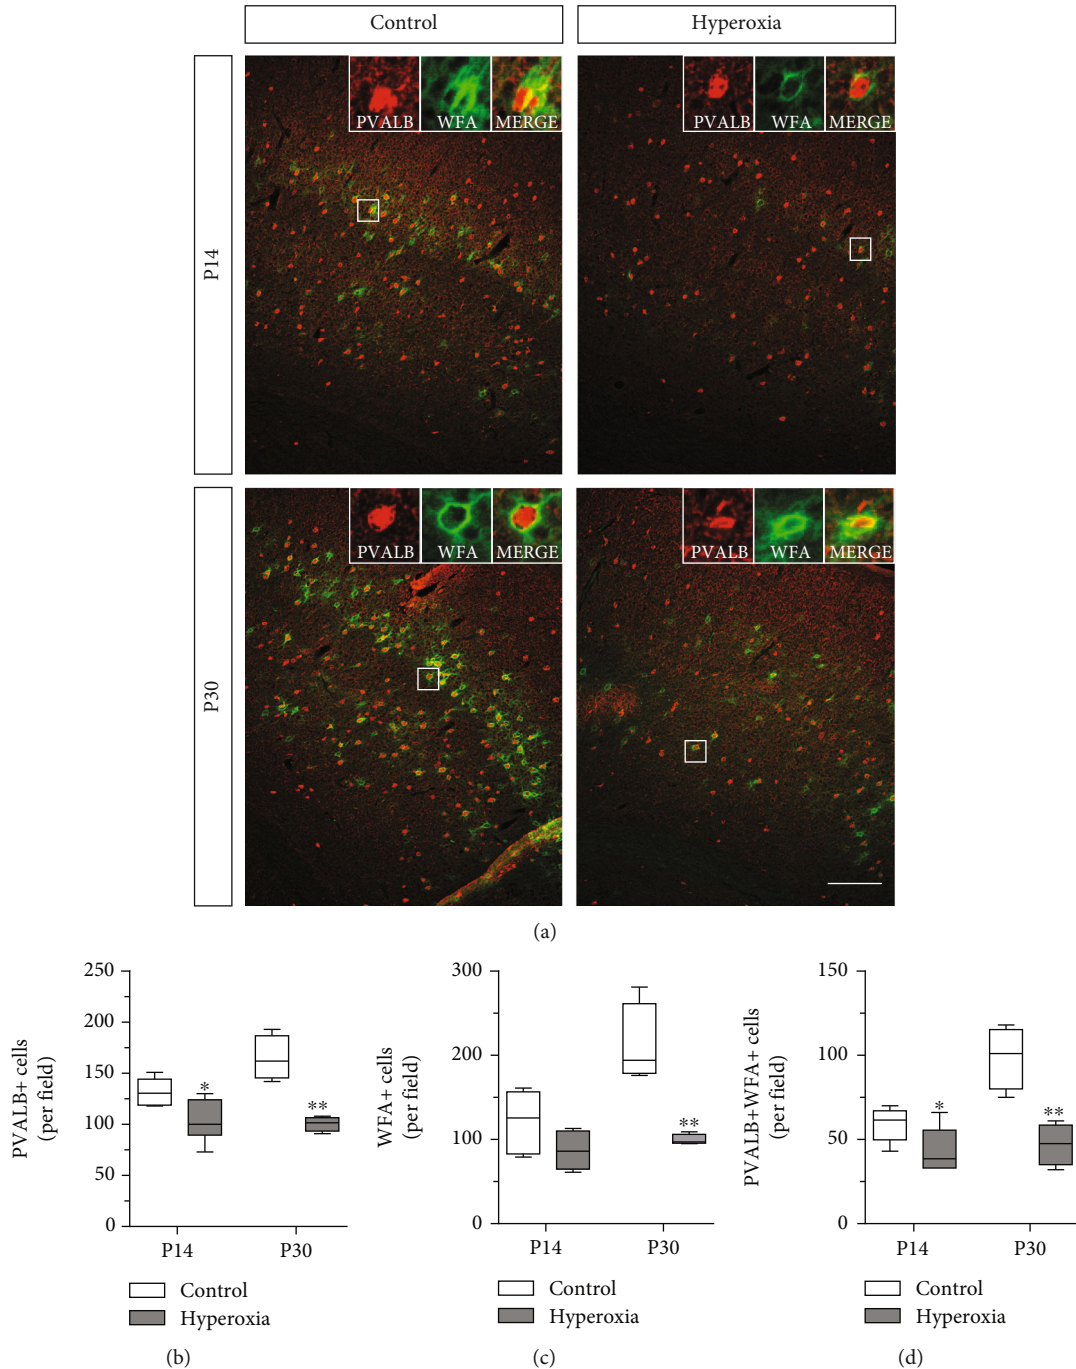 Control Hyperoxia
PVALB WFA MERGE PVALB WFA MERGE
P14
PVALB WFA MERGE PVALB WFA MERGE
P30
(a)
PVALB+ cells
(per field)
250
200
150
100
50
0
*
**
P14 P30
Control
Hyperoxia
(b)
WFA+ cells
(per field)
300
200
100
0
**
P14 P30
Control
Hyperoxia
(c)
PVALB+WFA+ cells
(per field)
150
100
50
0
*
**
P14 P30
Control
Hyperoxia
(d)